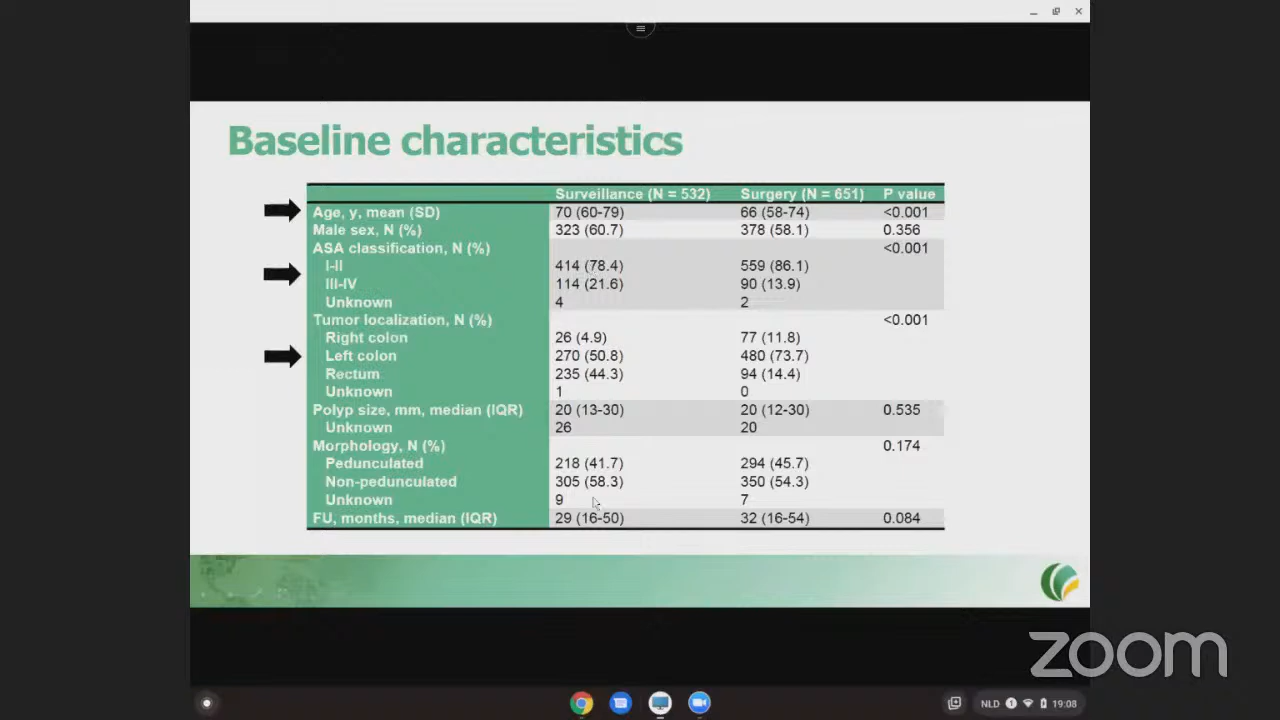 Baseline characteristics
Surveillance (N = 532) Surgery (N = 651) P value
Age, y, mean (SD) 70 (60-79) 66 (58-74) <0.001
Male sex, N (%) 323 (60.7) 378 (58.1) 0.356
ASA classification, N (%) <0.001
I-II 414 (78.4) 559 (86.1)
III-IV 114 (21.6) 90 (13.9)
Unknown 4 2
Tumor localization, N (%) <0.001
Right colon 26 (4.9) 77 (11.8)
Left colon 270 (50.8) 480 (73.7)
Rectum 235 (44.3) 94 (14.4)
Unknown 1 0
Polyp size, mm, median (IQR) 20 (13-30) 20 (12-30) 0.535
Unknown 26 20
Morphology, N (%) 0.174
Pedunculated 218 (41.7) 294 (45.7)
Non-pedunculated 305 (58.3) 350 (54.3)
Unknown 9 7
FU, months, median (IQR) 29 (16-50) 32 (16-54) 0.084
zoom
NLD 1 19:08